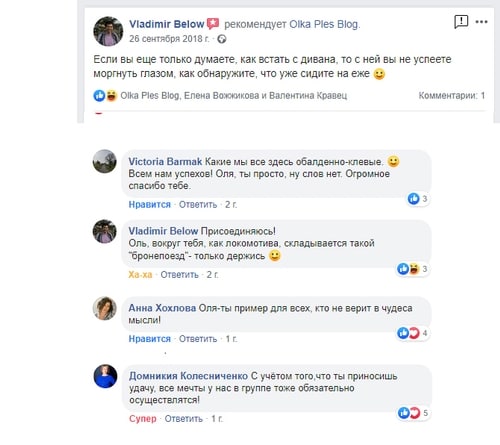 Vladimir Below рекомендует Olka Ples Blog.
26 сентября 2018 г. ·
Если вы еще только думаете, как встать с дивана, то с ней вы не успеете
моргнуть глазом, как обнаружите, что уже сидите на еже
Olka Ples Blog, Елена Вожжикова и Валентина Кравец
Комментарии: 1
Victoria Barmak Какие мы все здесь обалденно-клевые.
Всем нам успехов! Оля, ты просто, ну слов нет. Огромное
спасибо тебе.
3
Нравится · Ответить · 2 г.
Vladimir Below Присоединяюсь!
Оль, вокруг тебя, как локомотива, складывается такой
"бронепоезд"- только держись
3
Ха-ха · Ответить · 2 г.
Анна Хохлова Оля-ты пример для всех, кто не верит в чудеса
мысли!
4
Нравится · Ответить · 1 г.
Домникия Колесниченко С учётом того,что ты приносишь
удачу, все мечты у нас в группе тоже обязательно
осуществлятся!
5
Супер · Ответить · 1 г.